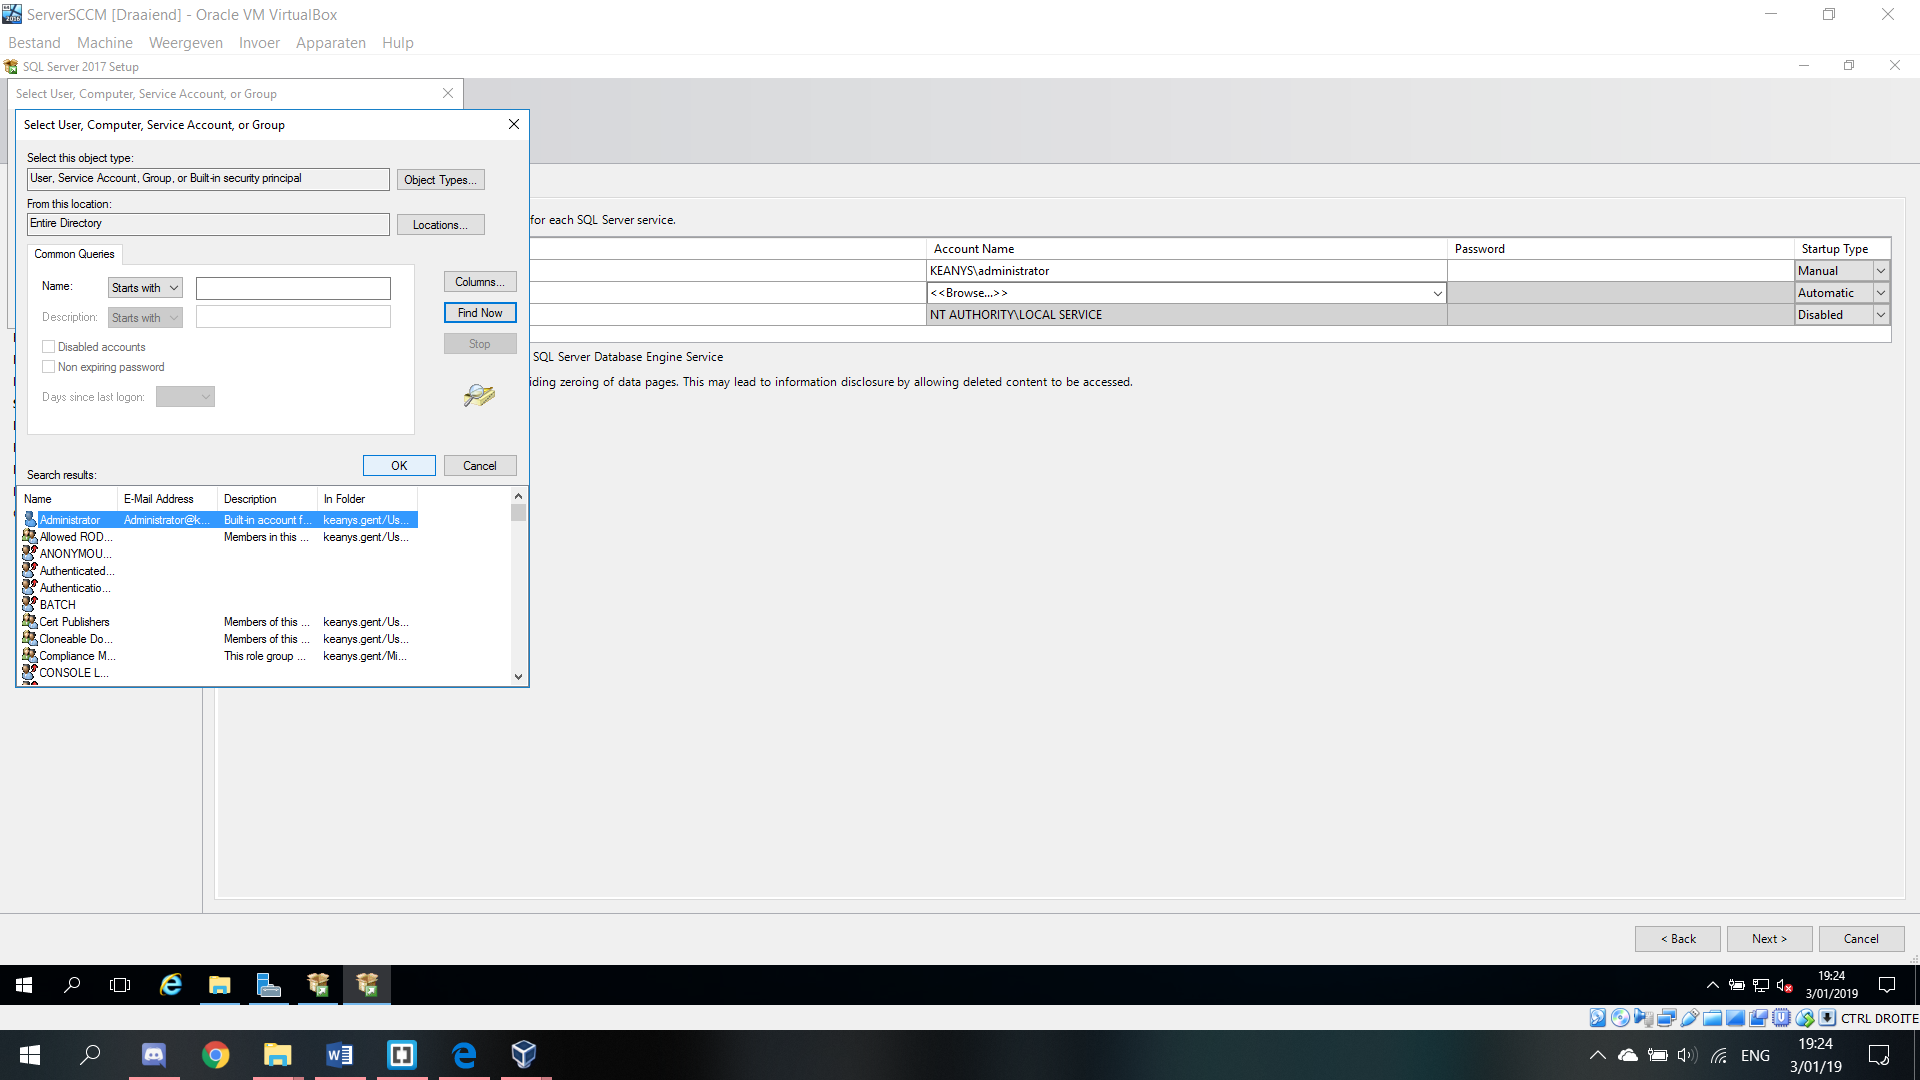 ServerSCCM [Draaiend] - Oracle VM VirtualBox
Bestand Machine Weergeven Invoer Apparaten Hulp
SQL Server 2017 Setup
Select User, Computer, Service Account, or Group
Select User, Computer, Service Account, or Group
Select this object type:
User, Service Account, Group, or Built-in security principal
Object Types...
From this location:
Entire Directory
Locations...
Common Queries
Name: Starts with
Description: Starts with
Disabled accounts
Non expiring password
Days since last logon:
Columns...
Find Now
Stop
OK
Cancel
Search results:
Name E-Mail Address Description In Folder
Administrator Administrator@k... Built-in account f... keanys.gent/Us...
Allowed ROD... Members in this ... keanys.gent/Us...
ANONYMOU...
Authenticated...
Authenticatio...
BATCH
Cert Publishers Members of this ... keanys.gent/Us...
Cloneable Do... Members of this ... keanys.gent/Us...
Compliance M... This role group ... keanys.gent/Mi...
CONSOLE L...
for each SQL Server service.
Account Name Password Startup Type
KEANYS\administrator Manual
<<Browse...>> Automatic
NT AUTHORITY\LOCAL SERVICE Disabled
SQL Server Database Engine Service
iding zeroing of data pages. This may lead to information disclosure by allowing deleted content to be accessed.
< Back Next > Cancel
19:24
3/01/2019
CTRL DROITE
ENG
19:24
3/01/19